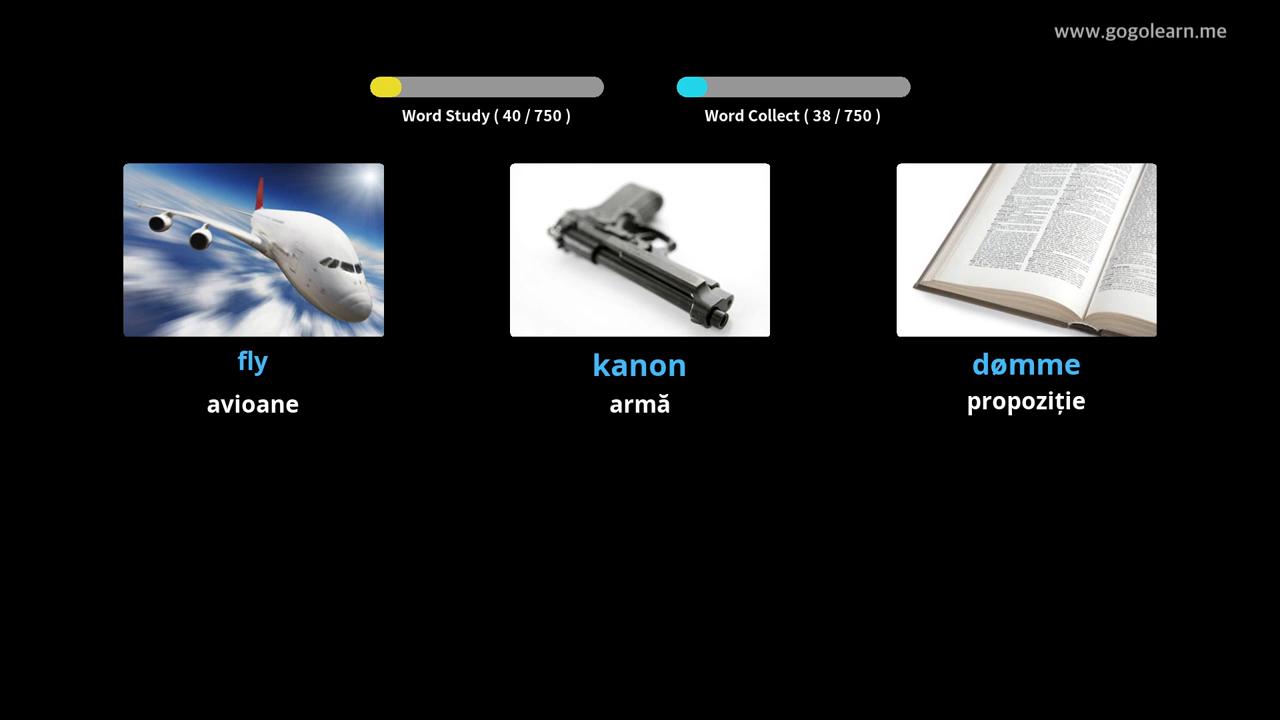 www.gogolearn.me
Word Study ( 40 / 750 )
Word Collect ( 38 / 750 )
fly
kanon
dømme
avioane
armă
propoziție